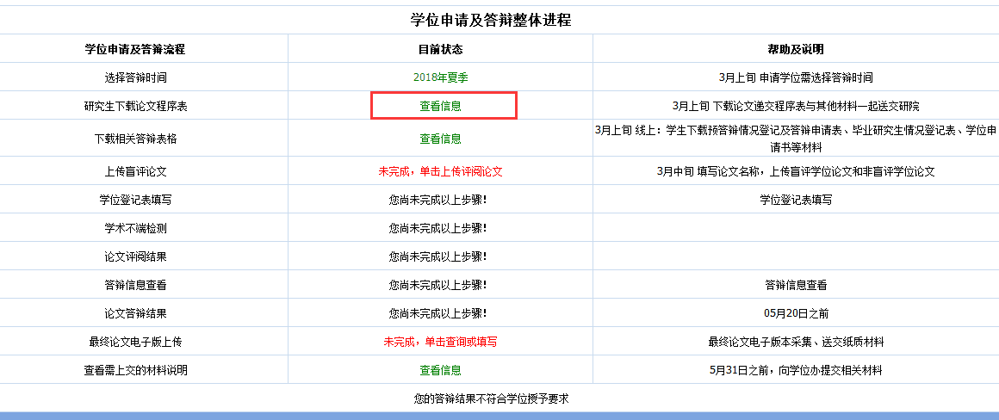 学位申请及答辩整体进程
学位申请及答辩流程 目前状态 帮助及说明
选择答辩时间 2018年夏季 3月上旬 申请学位需选择答辩时间
研究生下载论文程序表 查看信息 3月上旬 下载论文递交程序表与其他材料一起送交研院
下载相关答辩表格 查看信息 3月上旬 线上：学生下载预答辩情况登记及答辩申请表、毕业研究生情况登记表、学位申
请书等材料
上传盲评论文 未完成，单击上传评阅论文 3月中旬 填写论文名称，上传盲评学位论文和非盲评学位论文
学位登记表填写 您尚未完成以上步骤！ 学位登记表填写
学术不端检测 您尚未完成以上步骤！
论文评阅结果 您尚未完成以上步骤！
答辩信息查看 您尚未完成以上步骤！ 答辩信息查看
论文答辩结果 您尚未完成以上步骤！ 05月20日之前
最终论文电子版上传 未完成，单击查询或填写 最终论文电子版本采集、送交纸质材料
查看需上交的材料说明 查看信息 5月31日之前，向学位办提交相关材料
您的答辩结果不符合学位授予要求